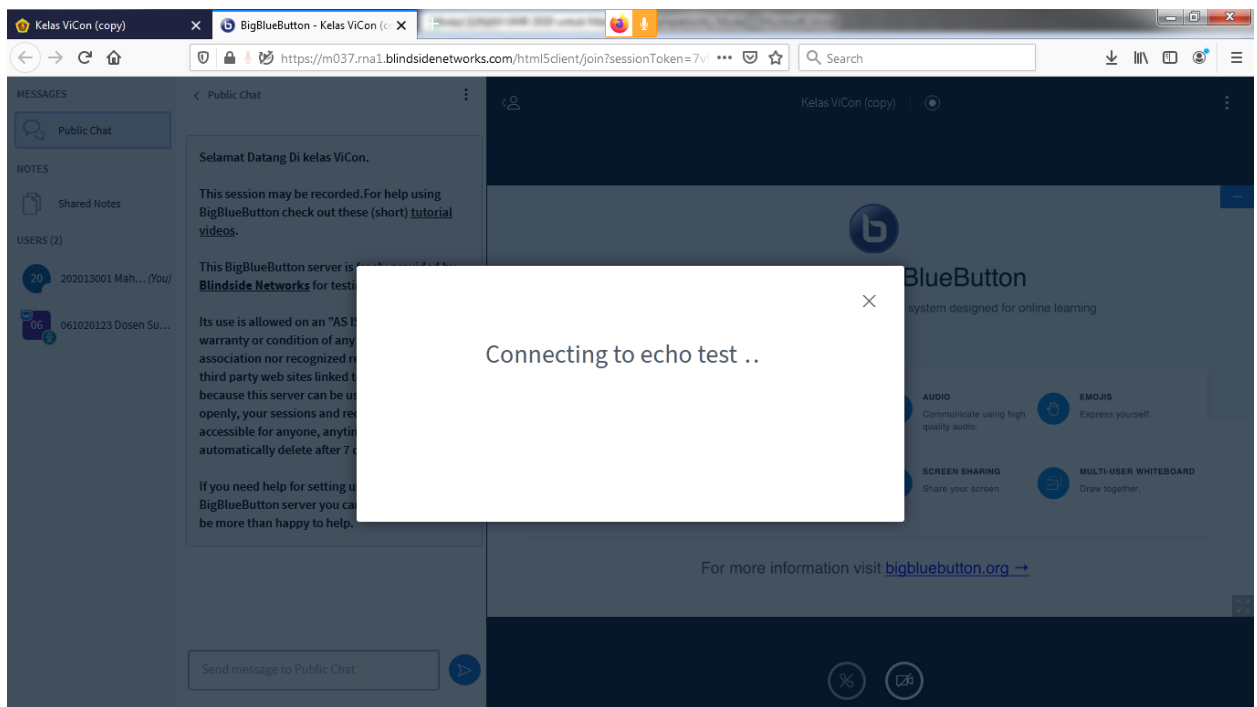 Kelas ViCon (copy)
BigBlueButton - Kelas ViCon (c
https://m037.rna1.blindsidenetworks.com/html5client/join?sessionToken=7v
Search
MESSAGES
Public Chat
NOTES
Shared Notes
USERS (2)
20 202013001 Mah... (You)
06 061020123 Dosen Su...
Public Chat
Selamat Datang Di kelas ViCon.
This session may be recorded.For help using
BigBlueButton check out these (short) tutorial
videos.
This BigBlueButton server is
Blindside Networks for testi
Its use is allowed on an "AS IS
warranty or condition of any
association nor recognized re
third party web sites linked t
because this server can be us
openly, your sessions and rec
accessible for anyone, anytim
automatically delete after 7 d
If you need help for setting u
BigBlueButton server you ca
be more than happy to help.
Send message to Public Chat
Kelas ViCon (copy)
BlueButton
system designed for online learning
AUDIO
Communicate using high
quality audio.
EMOJIS
Express yourself.
SCREEN SHARING
Share your screen.
MULTI-USER WHITEBOARD
Draw together.
For more information visit bigbluebutton.org →
Connecting to echo test ..